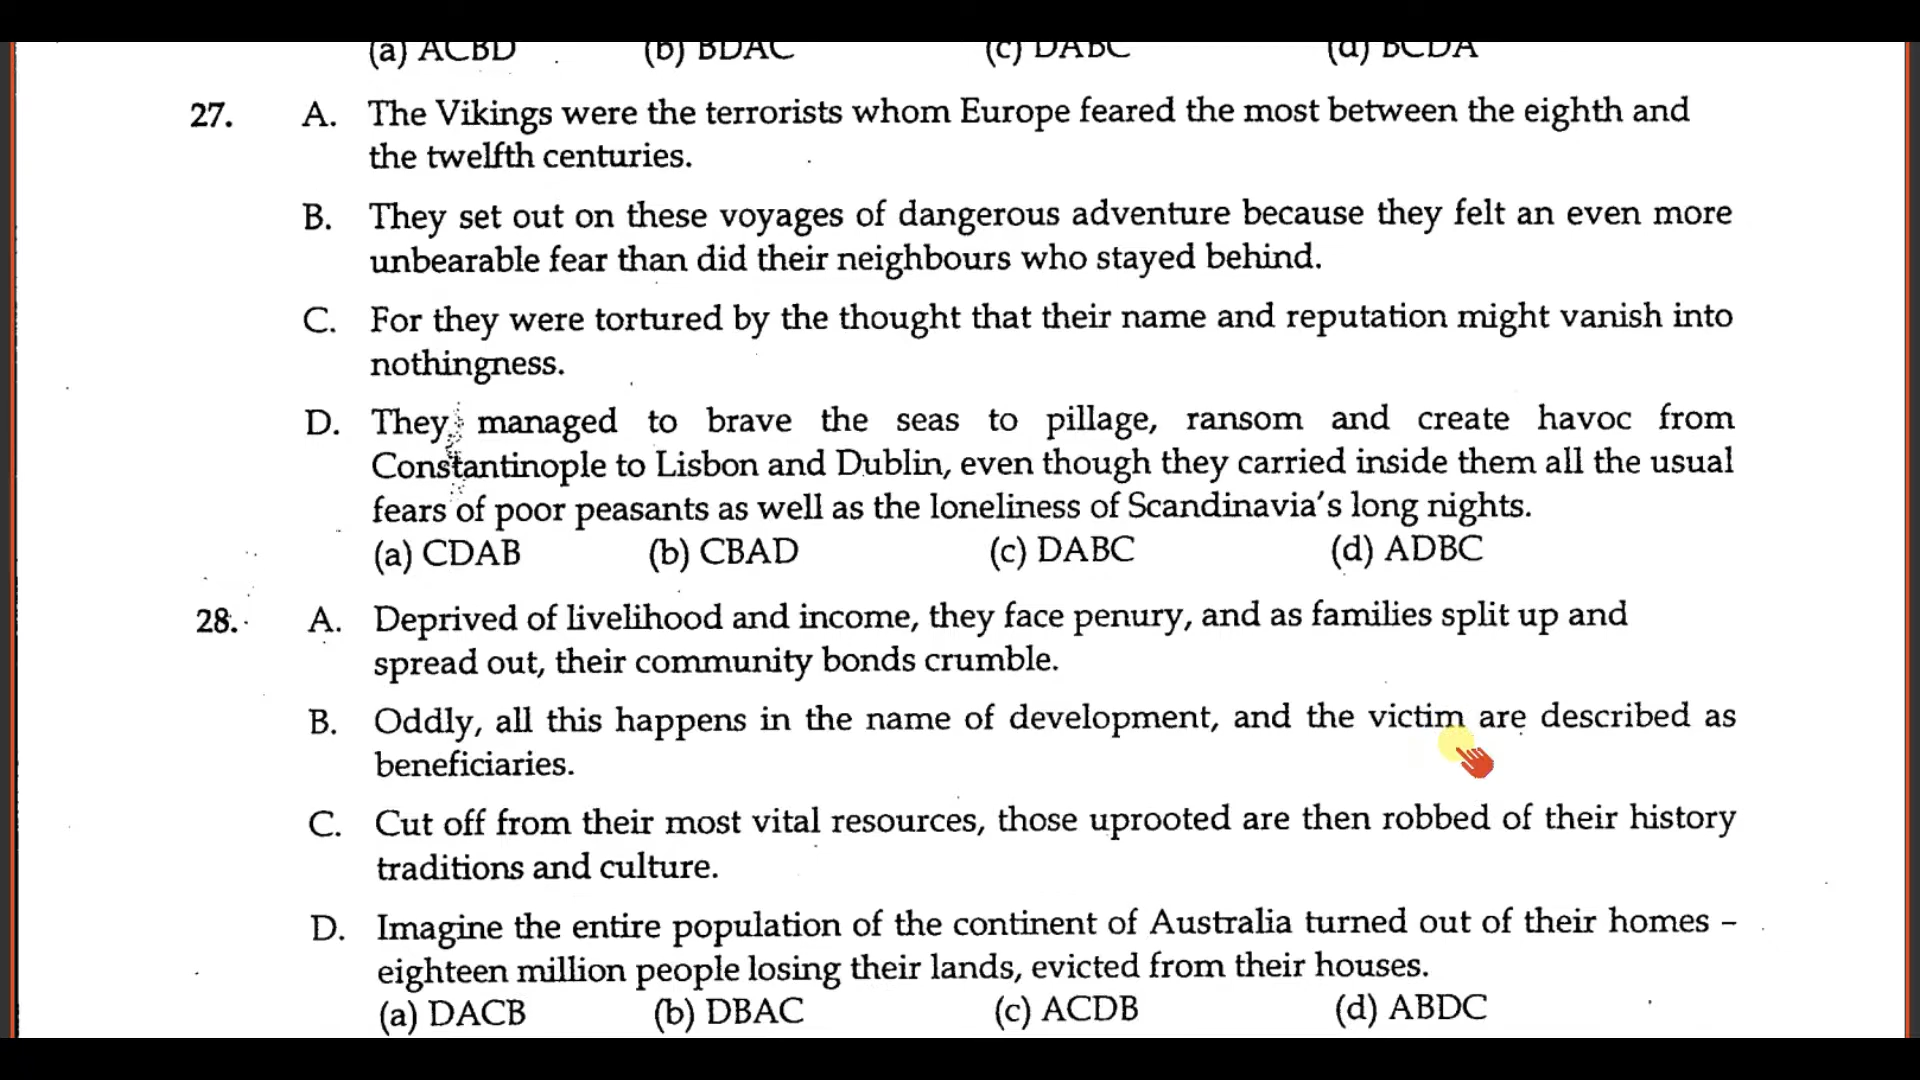 (a) ACBD (b) BDAC (c) DABC (d) BCDA
27. A. The Vikings were the terrorists whom Europe feared the most between the eighth and
the twelfth centuries.
B. They set out on these voyages of dangerous adventure because they felt an even more
unbearable fear than did their neighbours who stayed behind.
C. For they were tortured by the thought that their name and reputation might vanish into
nothingness.
D. They managed to brave the seas to pillage, ransom and create havoc from
Constantinople to Lisbon and Dublin, even though they carried inside them all the usual
fears of poor peasants as well as the loneliness of Scandinavia's long nights.
(a) CDAB (b) CBAD (c) DABC (d) ADBC
28. A. Deprived of livelihood and income, they face penury, and as families split up and
spread out, their community bonds crumble.
B. Oddly, all this happens in the name of development, and the victim are described as
beneficiaries.
C. Cut off from their most vital resources, those uprooted are then robbed of their history
traditions and culture.
D. Imagine the entire population of the continent of Australia turned out of their homes –
eighteen million people losing their lands, evicted from their houses.
(a) DACB (b) DBAC (c) ACDB (d) ABDC